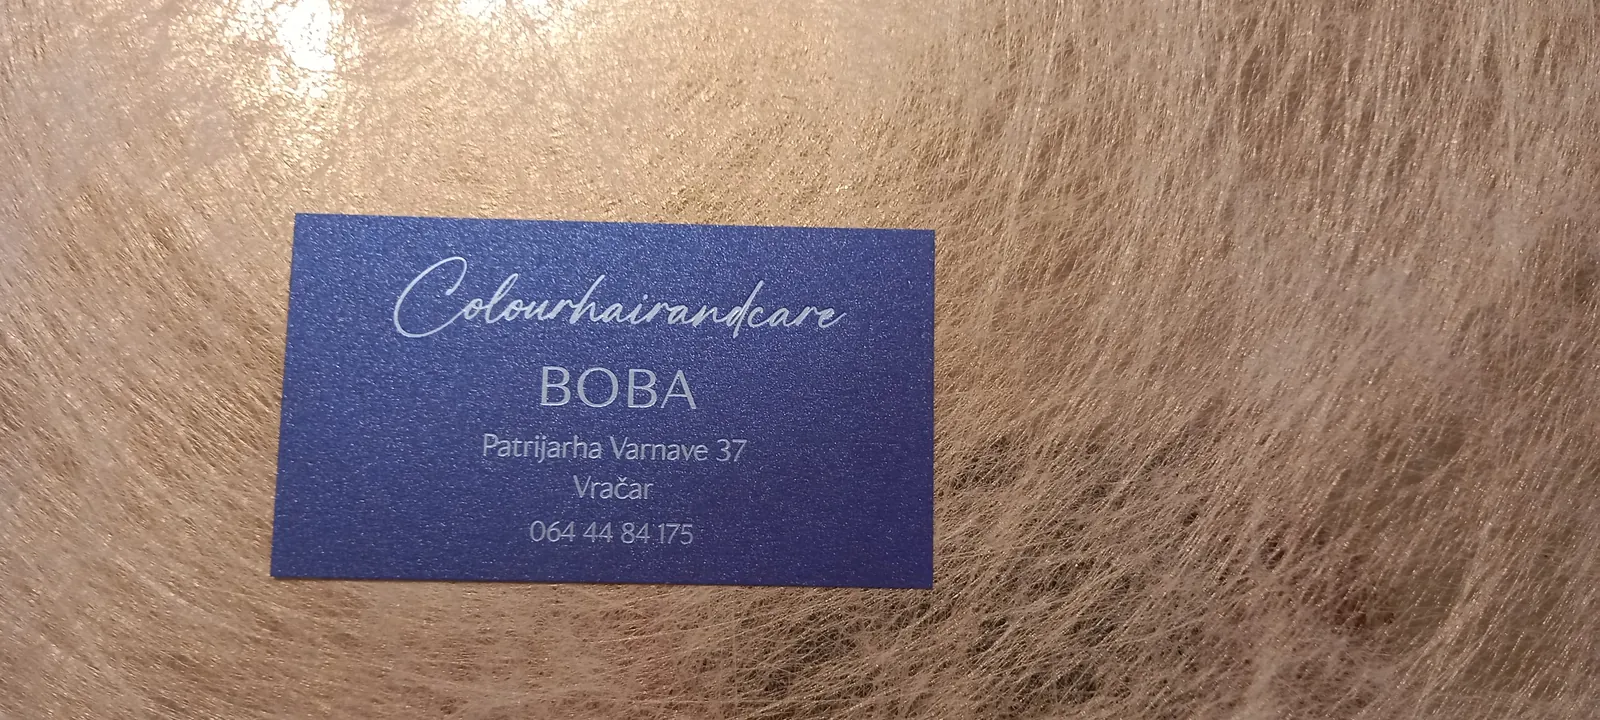 Colourhairandcare
BOBA
Patrijarha Varnave 37
Vračar
064 44 84 175